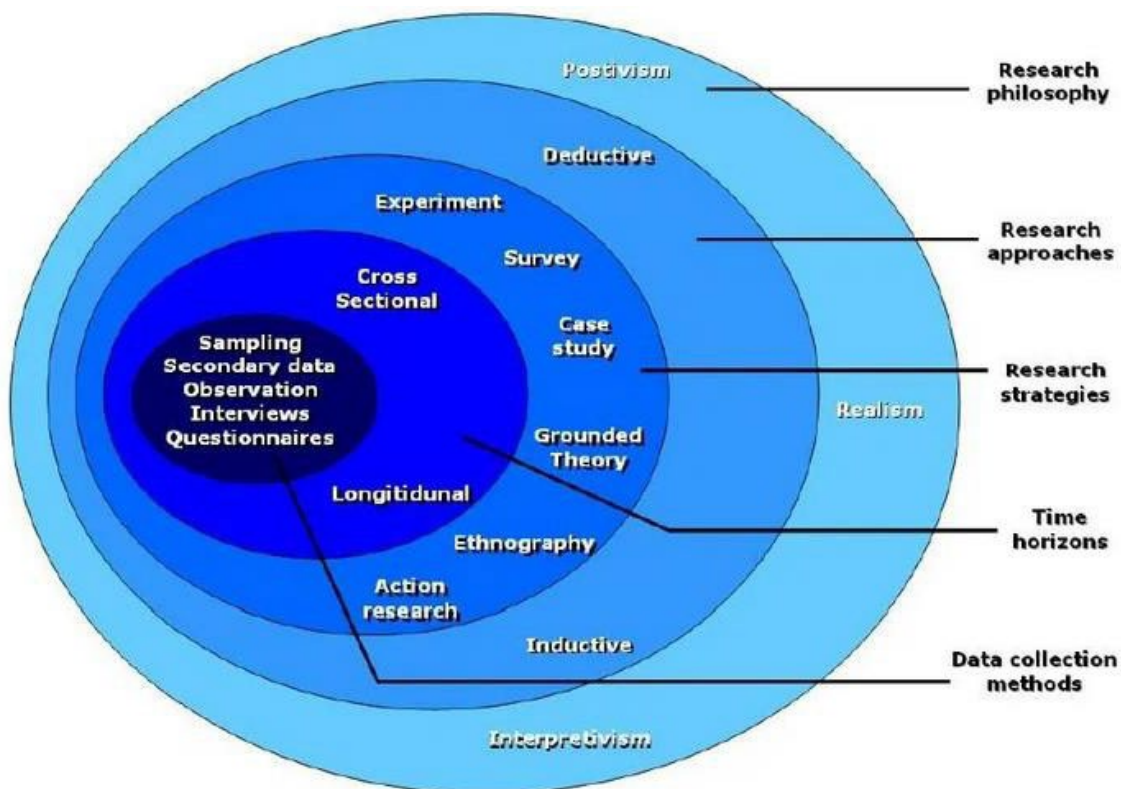 Postivism
Research
philosophy
Deductive
Experiment
Research
approaches
Survey
Cross
Sectional
Case
study
Sampling
Secondary data
Observation
Interviews
Questionnaires
Research
strategies
Realism
Grounded
Theory
Longitidunal
Time
horizons
Ethnography
Action
research
Inductive
Data collection
methods
Interpretivism